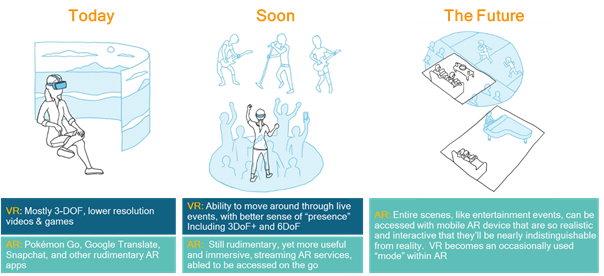 Today
VR: Mostly 3-DOF, lower resolution
videos & games
AR: Pokémon Go, Google Translate,
Snapchat, and other rudimentary AR
apps
Soon
VR: Ability to move around through live
events, with better sense of “presence”
Including 3DoF+ and 6DoF
AR: Still rudimentary, yet more useful
and immersive, streaming AR services,
abled to be accessed on the go
The Future
AR: Entire scenes, like entertainment events, can be
accessed with mobile AR device that are so realistic
and interactive that they'll be nearly indistinguishable
from reality. VR becomes an occasionally used
“mode” within AR